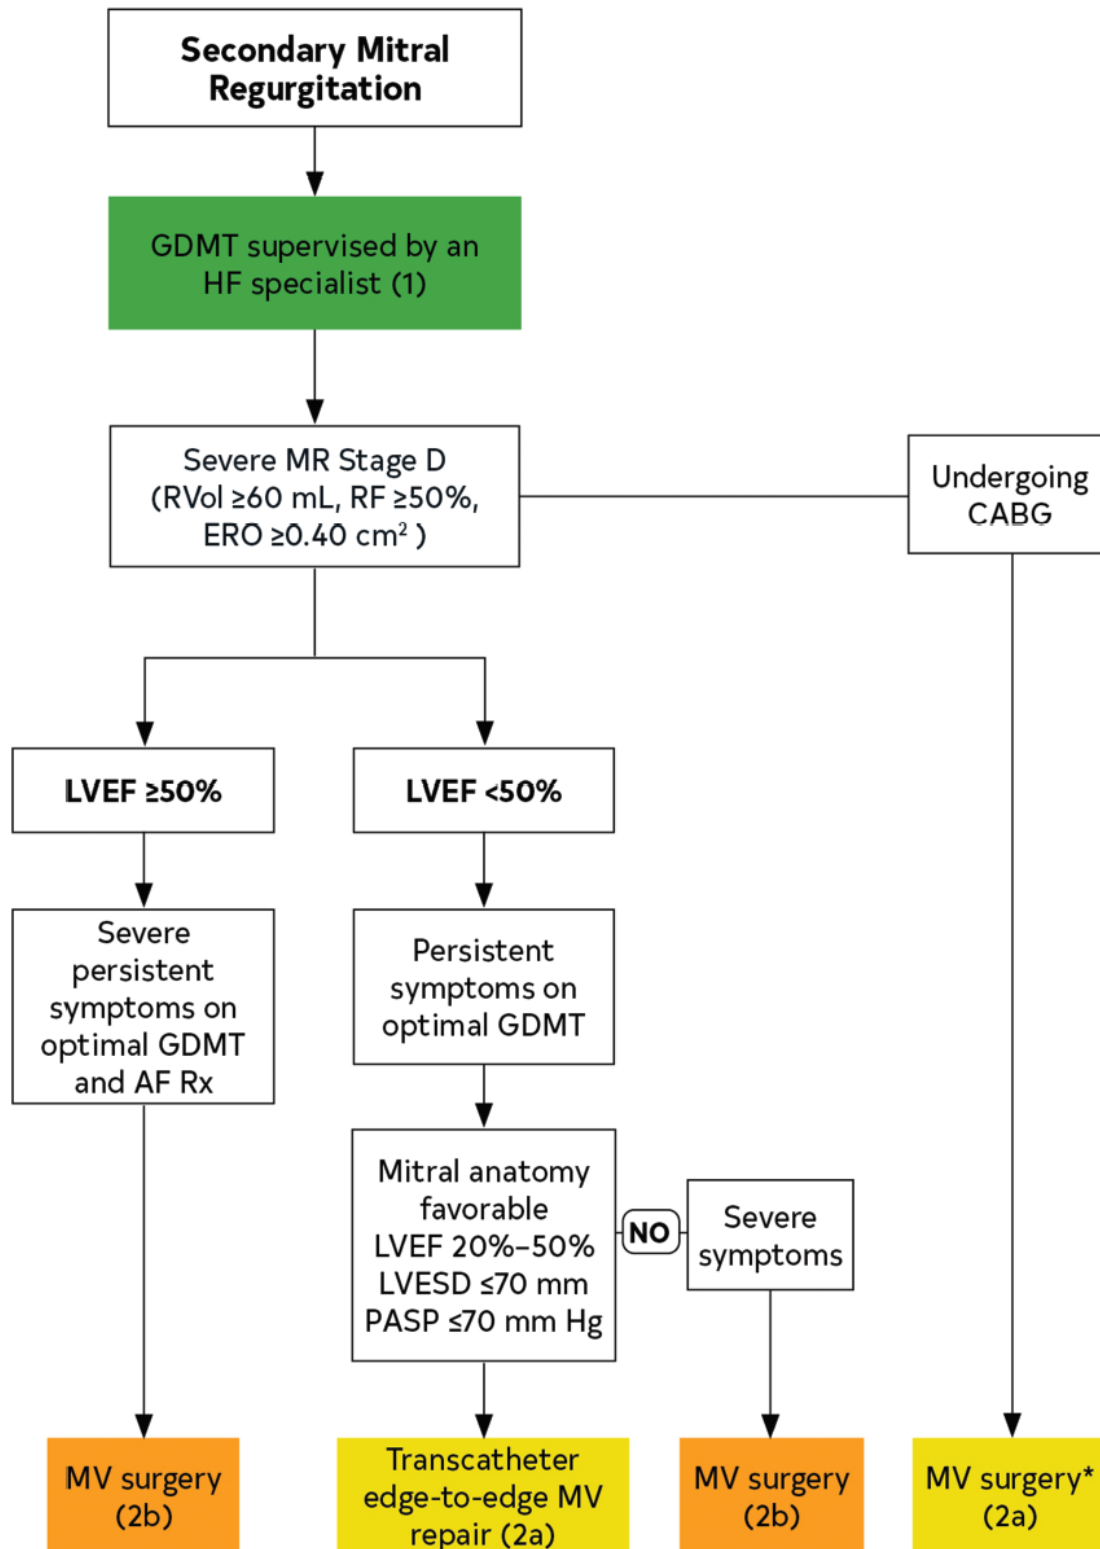 Secondary Mitral
Regurgitation
GDMT supervised by an
HF specialist (1)
Severe MR Stage D
(RVol ≥60 mL, RF ≥50%,
ERO ≥0.40 cm² )
Undergoing
CABG
LVEF ≥50%
LVEF <50%
Severe
persistent
symptoms on
optimal GDMT
and AF Rx
Persistent
symptoms on
optimal GDMT
Mitral anatomy
favorable
LVEF 20%–50%
LVESD ≤70 mm
PASP ≤70 mm Hg
NO
Severe
symptoms
MV surgery
(2b)
Transcatheter
edge-to-edge MV
repair (2a)
MV surgery
(2b)
MV surgery*
(2a)